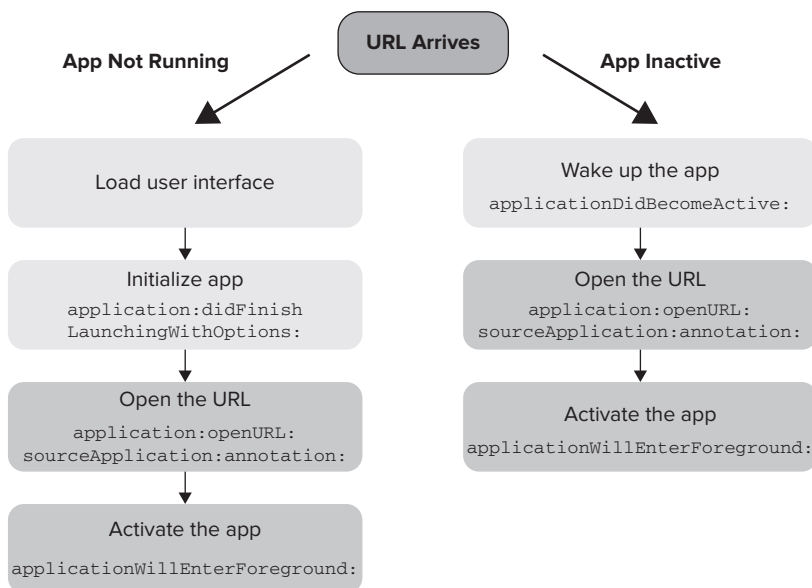 URL Arrives
App Not Running
App Inactive
Load user interface
Initialize app
application:didFinish
LaunchingWithOptions:
Open the URL
application:openURL:
sourceApplication:annotation:
Activate the app
applicationWillEnterForeground:
Wake up the app
applicationDidBecomeActive:
Open the URL
application:openURL:
sourceApplication:annotation:
Activate the app
applicationWillEnterForeground: